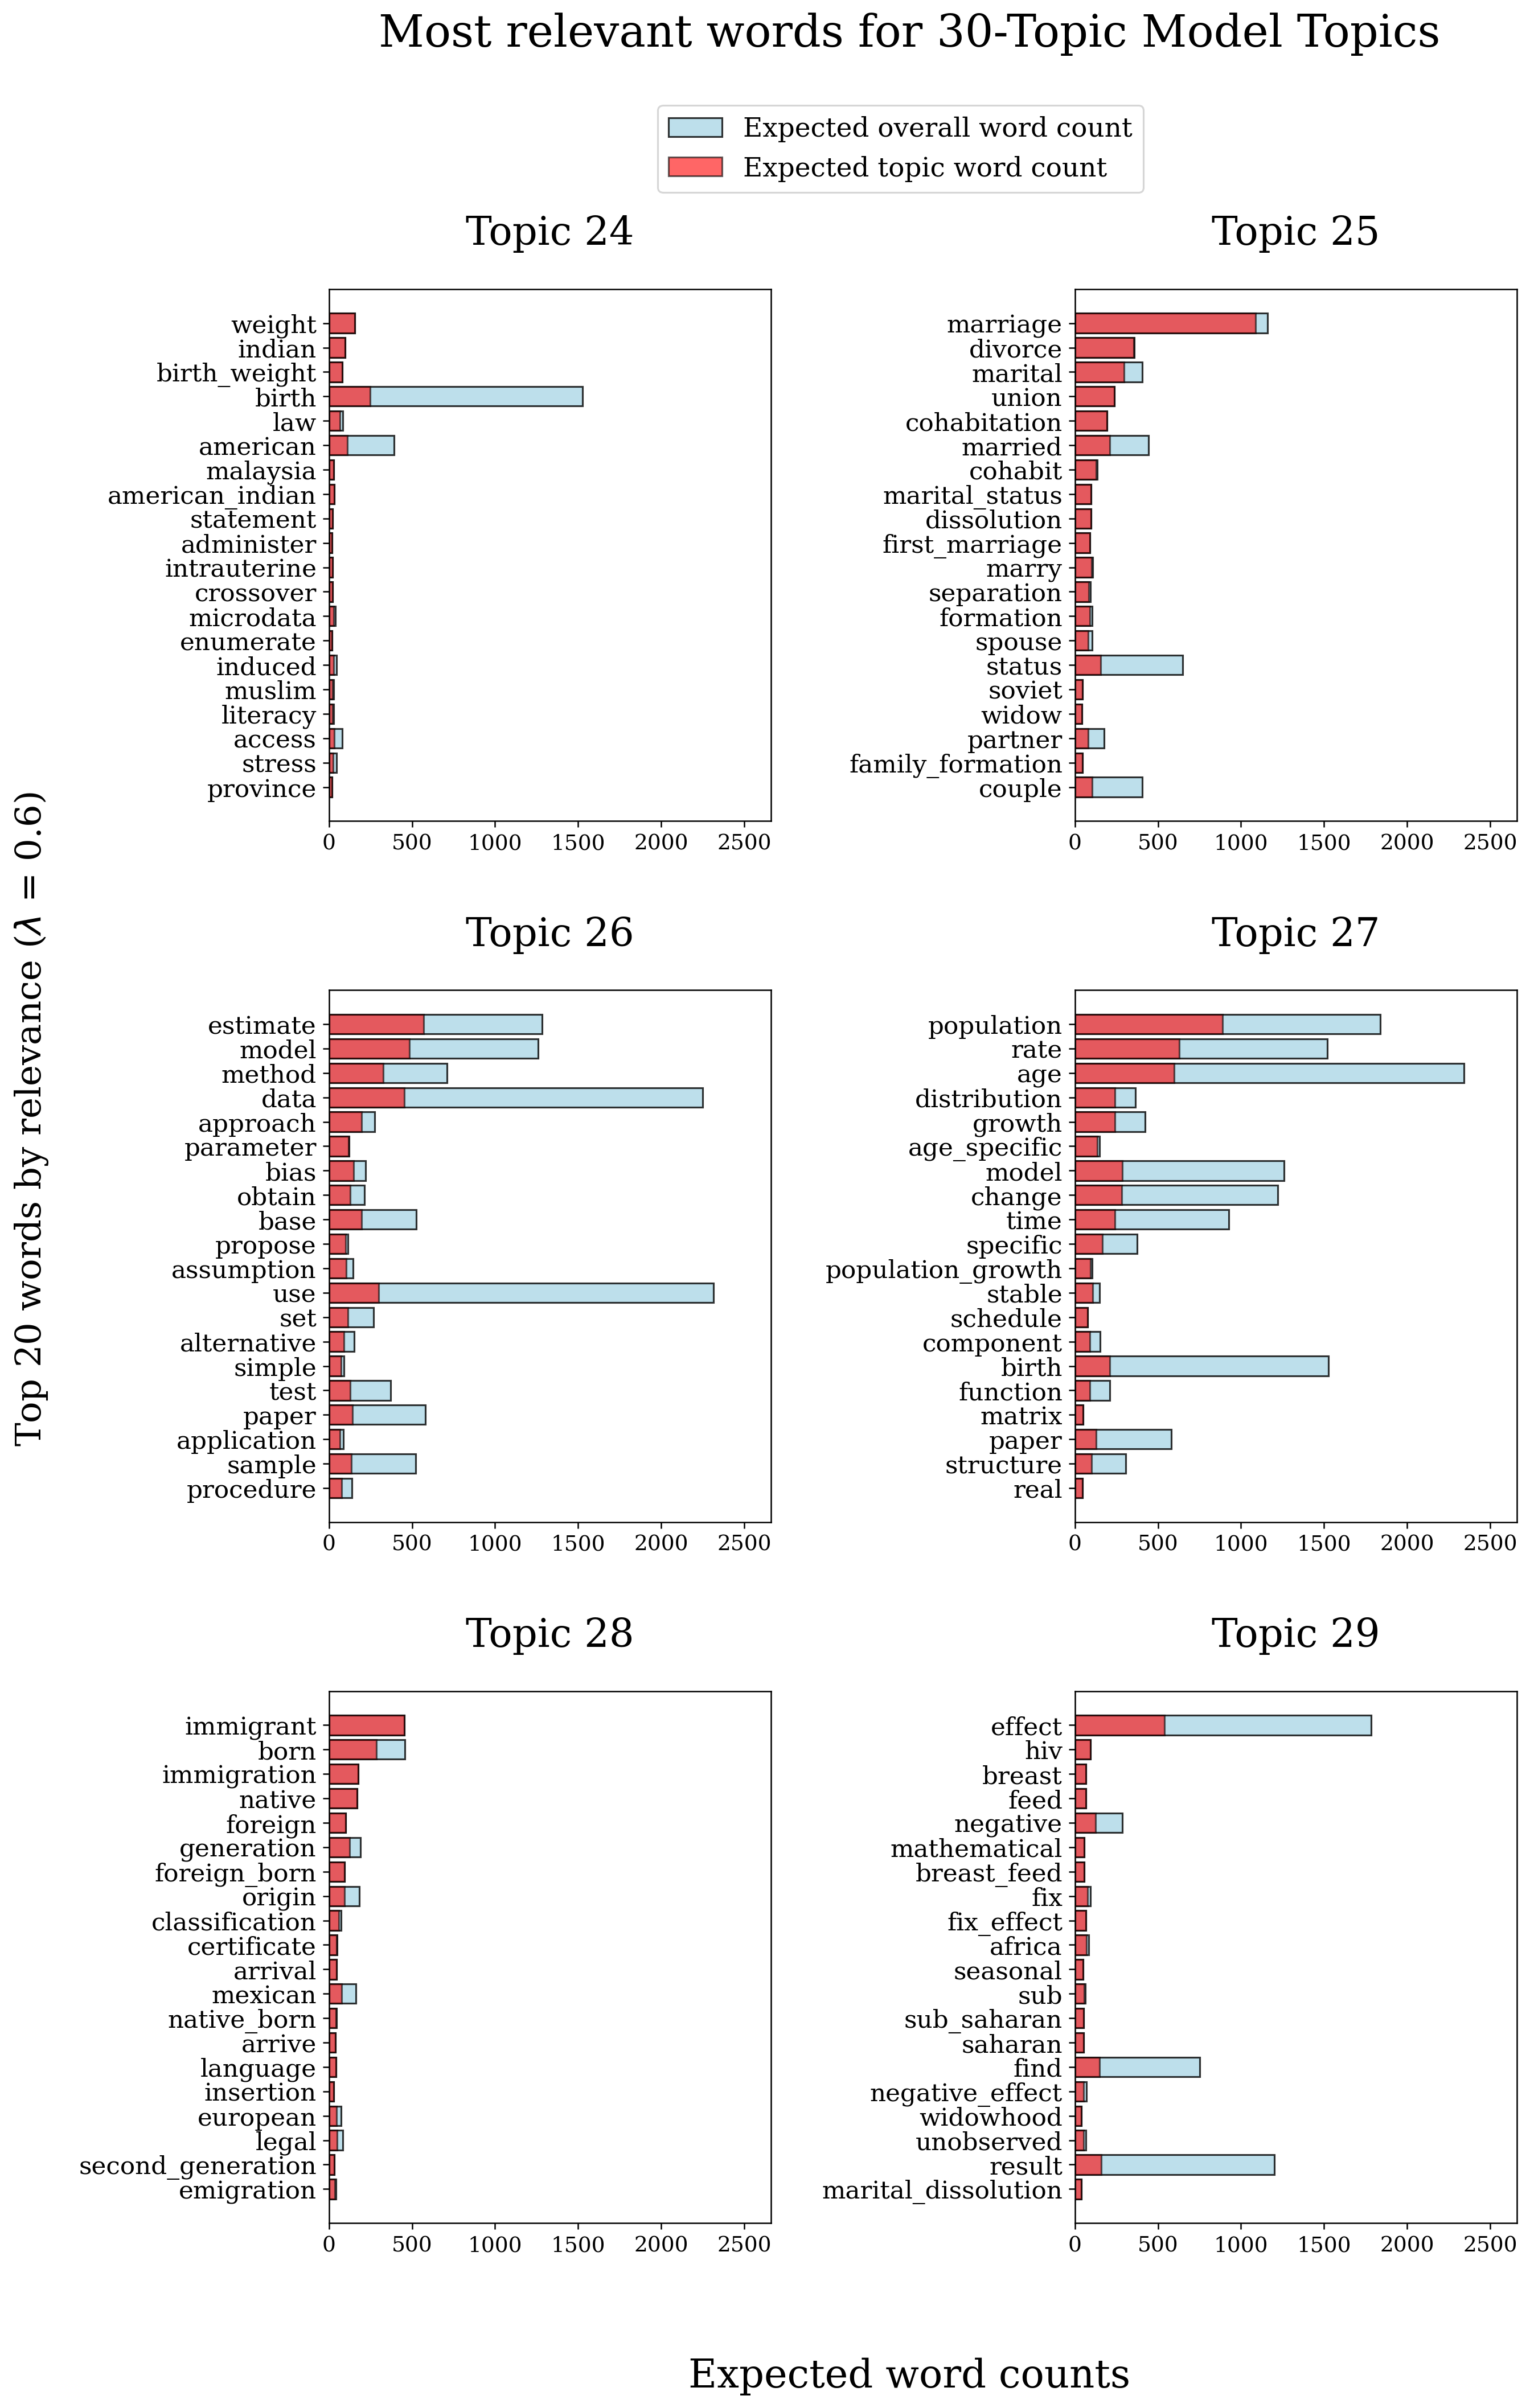 Most relevant words for 30-Topic Model Topics
Expected overall word count
Expected topic word count
Top 20 words by relevance (λ = 0.6)
Topic 24
weight
indian
birth_weight
birth
law
american
malaysia
american_indian
statement
administer
intrauterine
crossover
microdata
enumerate
induced
muslim
literacy
access
stress
province
0 500 1000 1500 2000 2500
Topic 25
marriage
divorce
marital
union
cohabitation
married
cohabit
marital_status
dissolution
first_marriage
marry
separation
formation
spouse
status
soviet
widow
partner
family_formation
couple
0 500 1000 1500 2000 2500
Topic 26
estimate
model
method
data
approach
parameter
bias
obtain
base
propose
assumption
use
set
alternative
simple
test
paper
application
sample
procedure
0 500 1000 1500 2000 2500
Topic 27
population
rate
age
distribution
growth
age_specific
model
change
time
specific
population_growth
stable
schedule
component
birth
function
matrix
paper
structure
real
0 500 1000 1500 2000 2500
Topic 28
immigrant
born
immigration
native
foreign
generation
foreign_born
origin
classification
certificate
arrival
mexican
native_born
arrive
language
insertion
european
legal
second_generation
emigration
0 500 1000 1500 2000 2500
Topic 29
effect
hiv
breast
feed
negative
mathematical
breast_feed
fix
fix_effect
africa
seasonal
sub
sub_saharan
saharan
find
negative_effect
widowhood
unobserved
result
marital_dissolution
0 500 1000 1500 2000 2500
Expected word counts